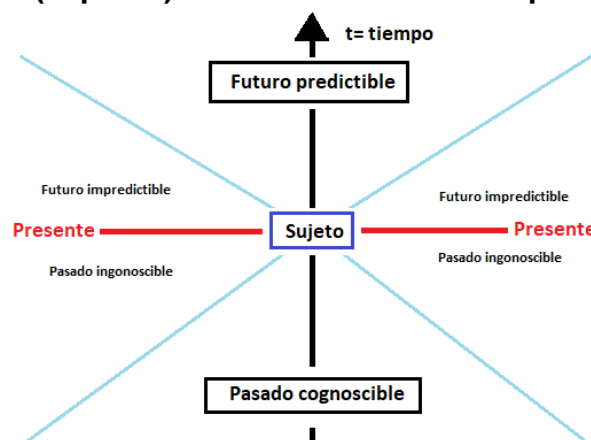 t= tiempo
Futuro predictible
Futuro impredictible
Futuro impredictible
Presente
Sujeto
Presente
Pasado ingonoscible
Pasado ingonoscible
Pasado cognoscible